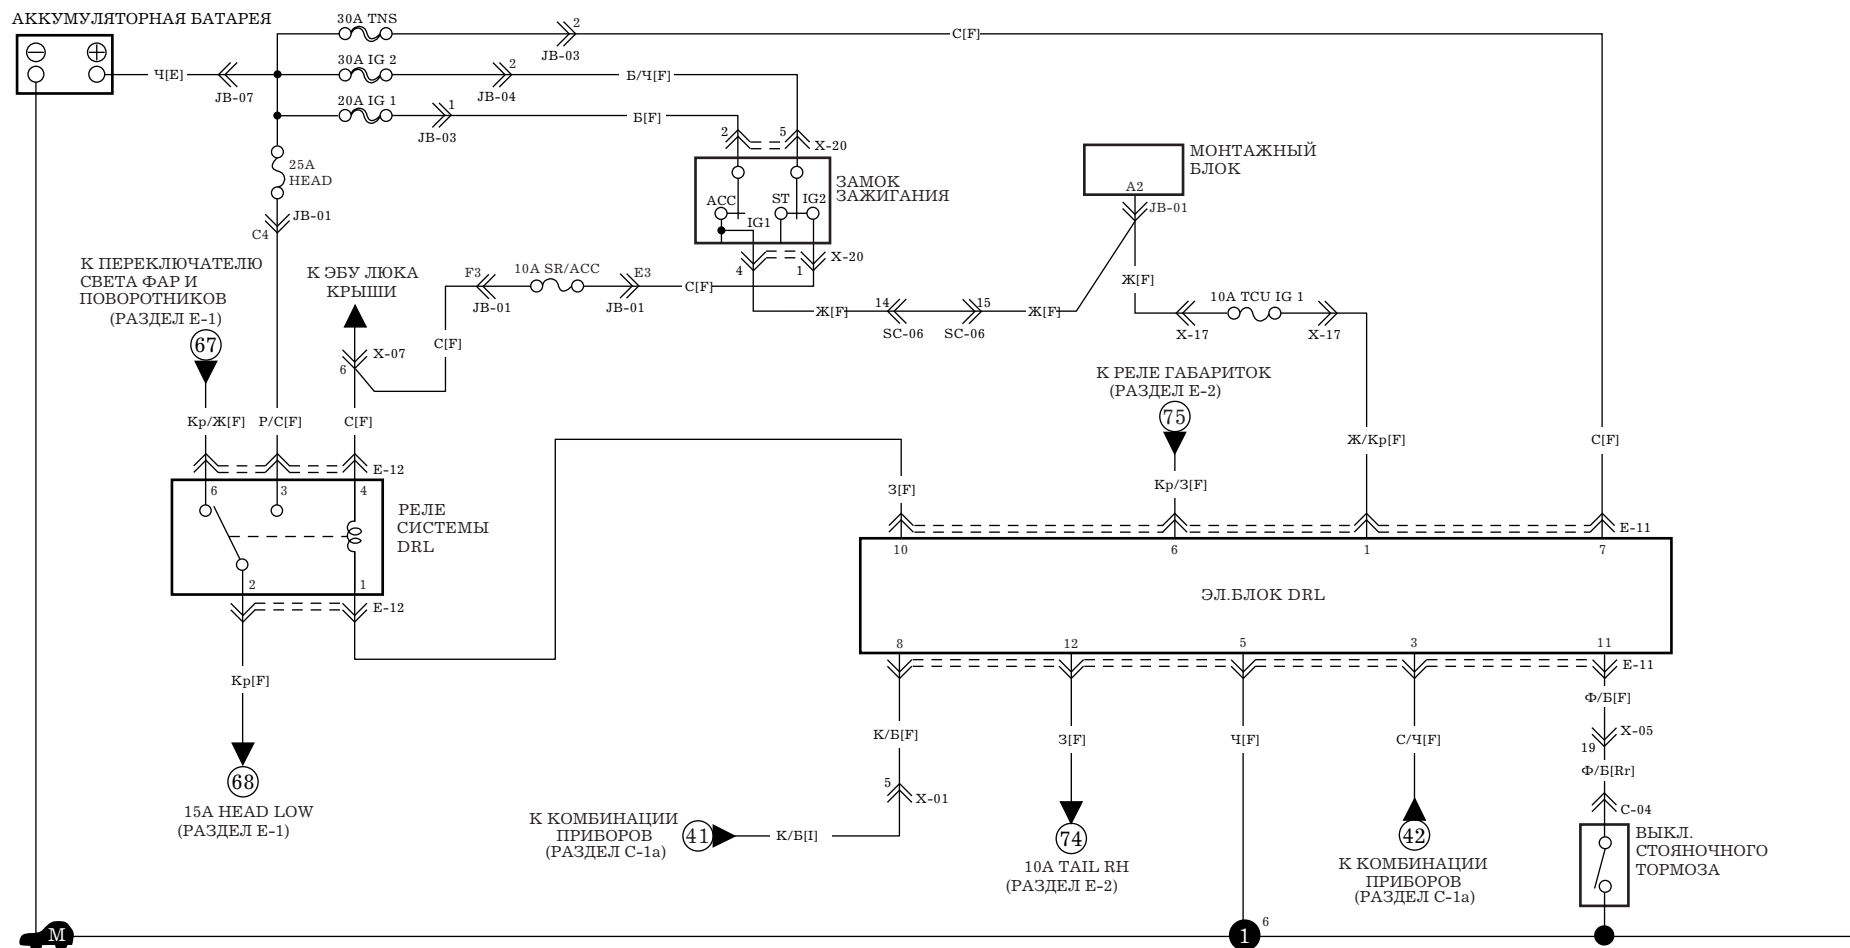 АККУМУЛЯТОРНАЯ БАТАРЕЯ
30A TNS
2
JB-03
С[F]
Ч[E]
JB-07
30A IG 2
2
JB-04
Б/Ч[F]
20A IG 1
1
JB-03
Б[F]
2
5
X-20
25A
HEAD
JB-01
C4
ЗАМОК
ЗАЖИГАНИЯ
ACC
ST
IG2
IG1
4
1
X-20
МОНТАЖНЫЙ
БЛОК
A2
JB-01
К ПЕРЕКЛЮЧАТЕЛЮ
СВЕТА ФАР И
ПОВОРОТНИКОВ
(РАЗДЕЛ E-1)
67
К ЭБУ ЛЮКА
КРЫШИ
F3
JB-01
10A SR/ACC
E3
JB-01
С[F]
Ж[F]
14
SC-06
15
SC-06
Ж[F]
Ж[F]
X-17
10A TCU IG 1
X-17
X-07
6
С[F]
К РЕЛЕ ГАБАРИТОК
(РАЗДЕЛ E-2)
75
Кр/Ж[F]
Р/С[F]
С[F]
Ж/Кр[F]
С[F]
E-12
6
3
4
РЕЛЕ
СИСТЕМЫ
DRL
2
1
E-12
З[F]
Кр/З[F]
E-11
10
6
1
7
ЭЛ.БЛОК DRL
8
12
5
3
11
E-11
Кр[F]
68
15A HEAD LOW
(РАЗДЕЛ E-1)
К/Б[F]
З[F]
Ч[F]
С/Ч[F]
Ф/Б[F]
X-05
19
Ф/Б[Rr]
C-04
5
X-01
К КОМБИНАЦИИ
ПРИБОРОВ
(РАЗДЕЛ C-1a)
41
К/Б[I]
74
10A TAIL RH
(РАЗДЕЛ E-2)
42
К КОМБИНАЦИИ
ПРИБОРОВ
(РАЗДЕЛ C-1a)
ВЫКЛ.
СТОЯНОЧНОГО
ТОРМОЗА
M
1
6